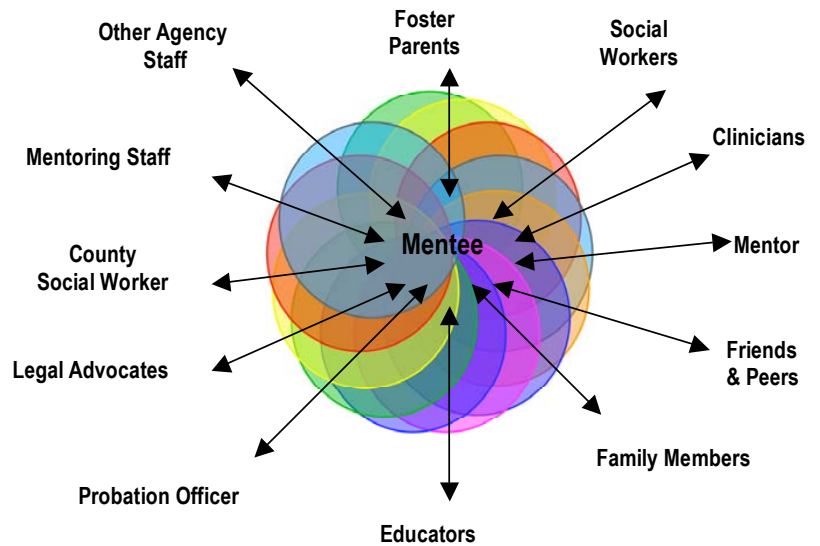 Foster
Parents
Other Agency
Staff
Social
Workers
Clinicians
Mentoring Staff
Mentee
Mentor
County
Social Worker
Friends
& Peers
Legal Advocates
Family Members
Probation Officer
Educators